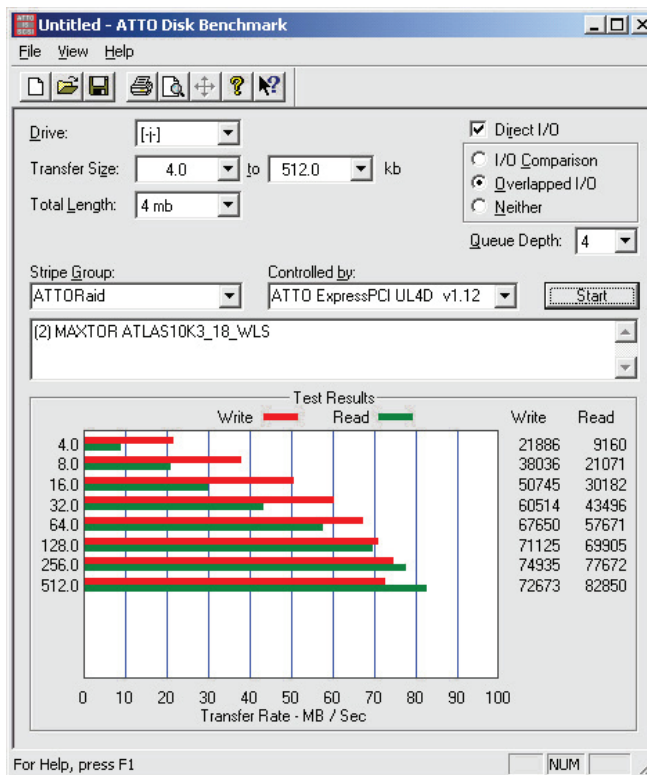 ATTO
IS
SCSI
Untitled - ATTO Disk Benchmark
File View Help
Drive: [-j-]
Direct I/O
Transfer Size: 4.0 to 512.0 kb
I/O Comparison
Total Length: 4 mb
Overlapped I/O
Neither
Queue Depth: 4
Stripe Group: Controlled by:
ATTORaid ATTO ExpressPCI UL4D v1.12 Start
(2) MAXTOR ATLAS10K3_18_WLS
Test Results
Write Read Write Read
4.0 21886 9160
8.0 38036 21071
16.0 50745 30182
32.0 60514 43496
64.0 67650 57671
128.0 71125 69905
256.0 74935 77672
512.0 72673 82850
0 10 20 30 40 50 60 70 80 90 100
Transfer Rate - MB / Sec
For Help, press F1 NUM